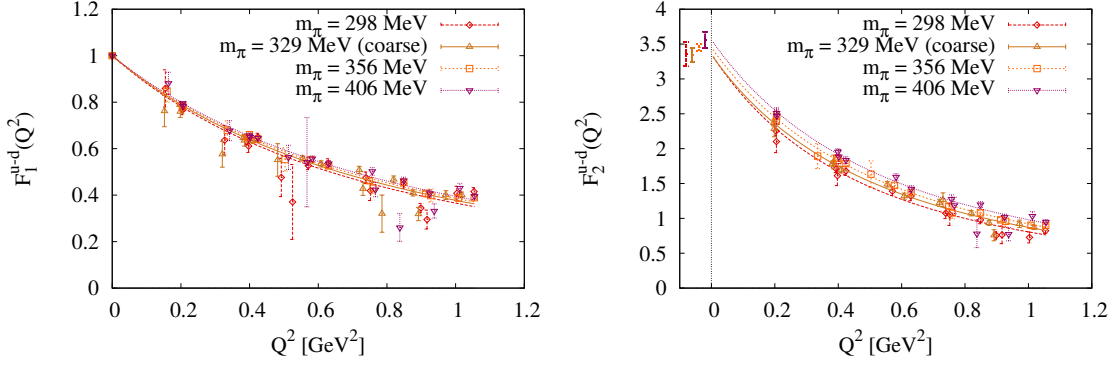 F₁ᵘ⁻ᵈ(Q²)
1.2
1
0.8
0.6
0.4
0.2
0
0 0.2 0.4 0.6 0.8 1 1.2
Q² [GeV²]
mπ = 298 MeV
mπ = 329 MeV (coarse)
mπ = 356 MeV
mπ = 406 MeV
F₂ᵘ⁻ᵈ(Q²)
4
3.5
3
2.5
2
1.5
1
0.5
0
0 0.2 0.4 0.6 0.8 1 1.2
Q² [GeV²]
mπ = 298 MeV
mπ = 329 MeV (coarse)
mπ = 356 MeV
mπ = 406 MeV